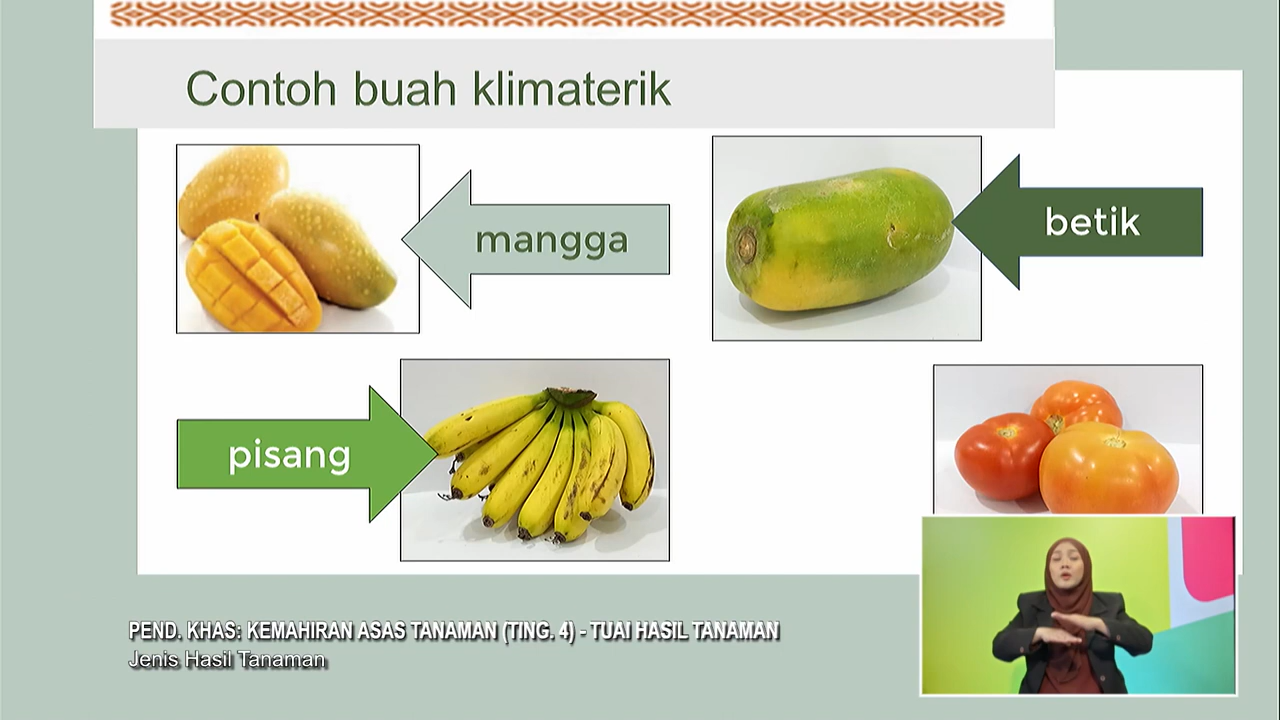 Contoh buah klimaterik
mangga
betik
pisang
PEND. KHAS: KEMAHIRAN ASAS TANAMAN (TING. 4) - TUAI HASIL TANAMAN
Jenis Hasil Tanaman